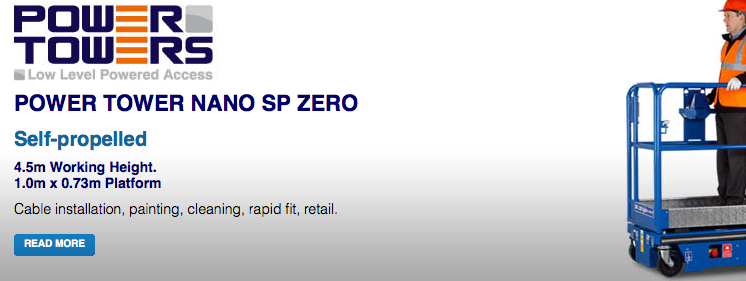 POWER
TOWERS
Low Level Powered Access
POWER TOWER NANO SP ZERO
Self-propelled
4.5m Working Height.
1.0m x 0.73m Platform
Cable installation, painting, cleaning, rapid fit, retail.
READ MORE